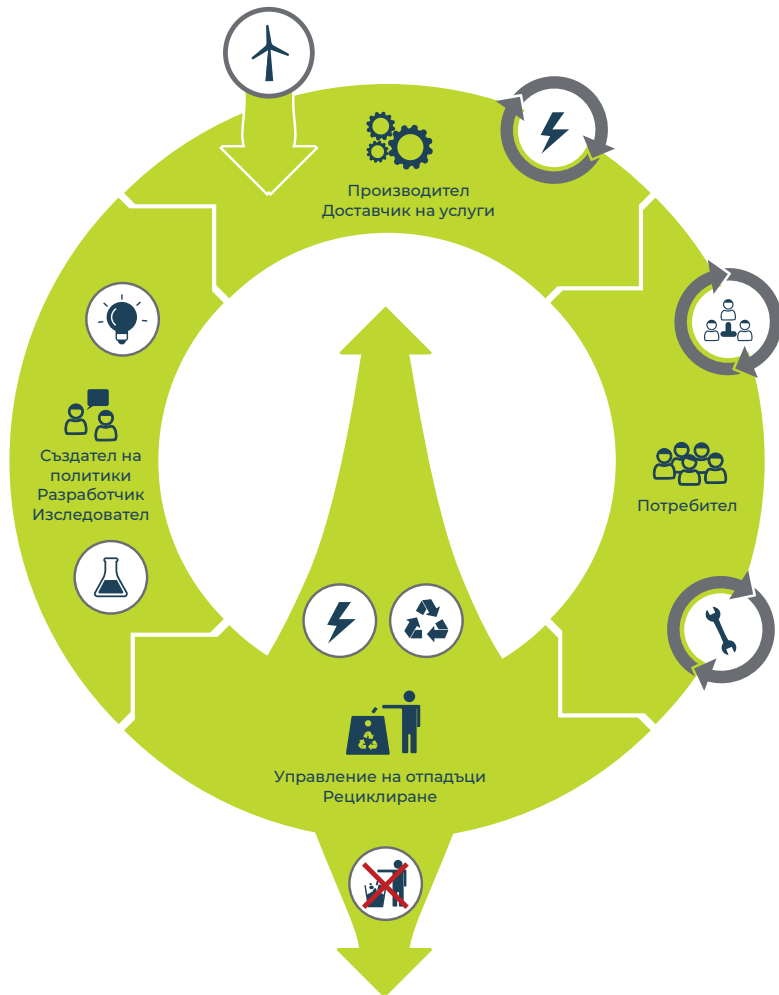 Производител
Доставчик на услуги
Създател на
политики
Разработчик
Изследовател
Потребител
Управление на отпадъци
Рециклиране